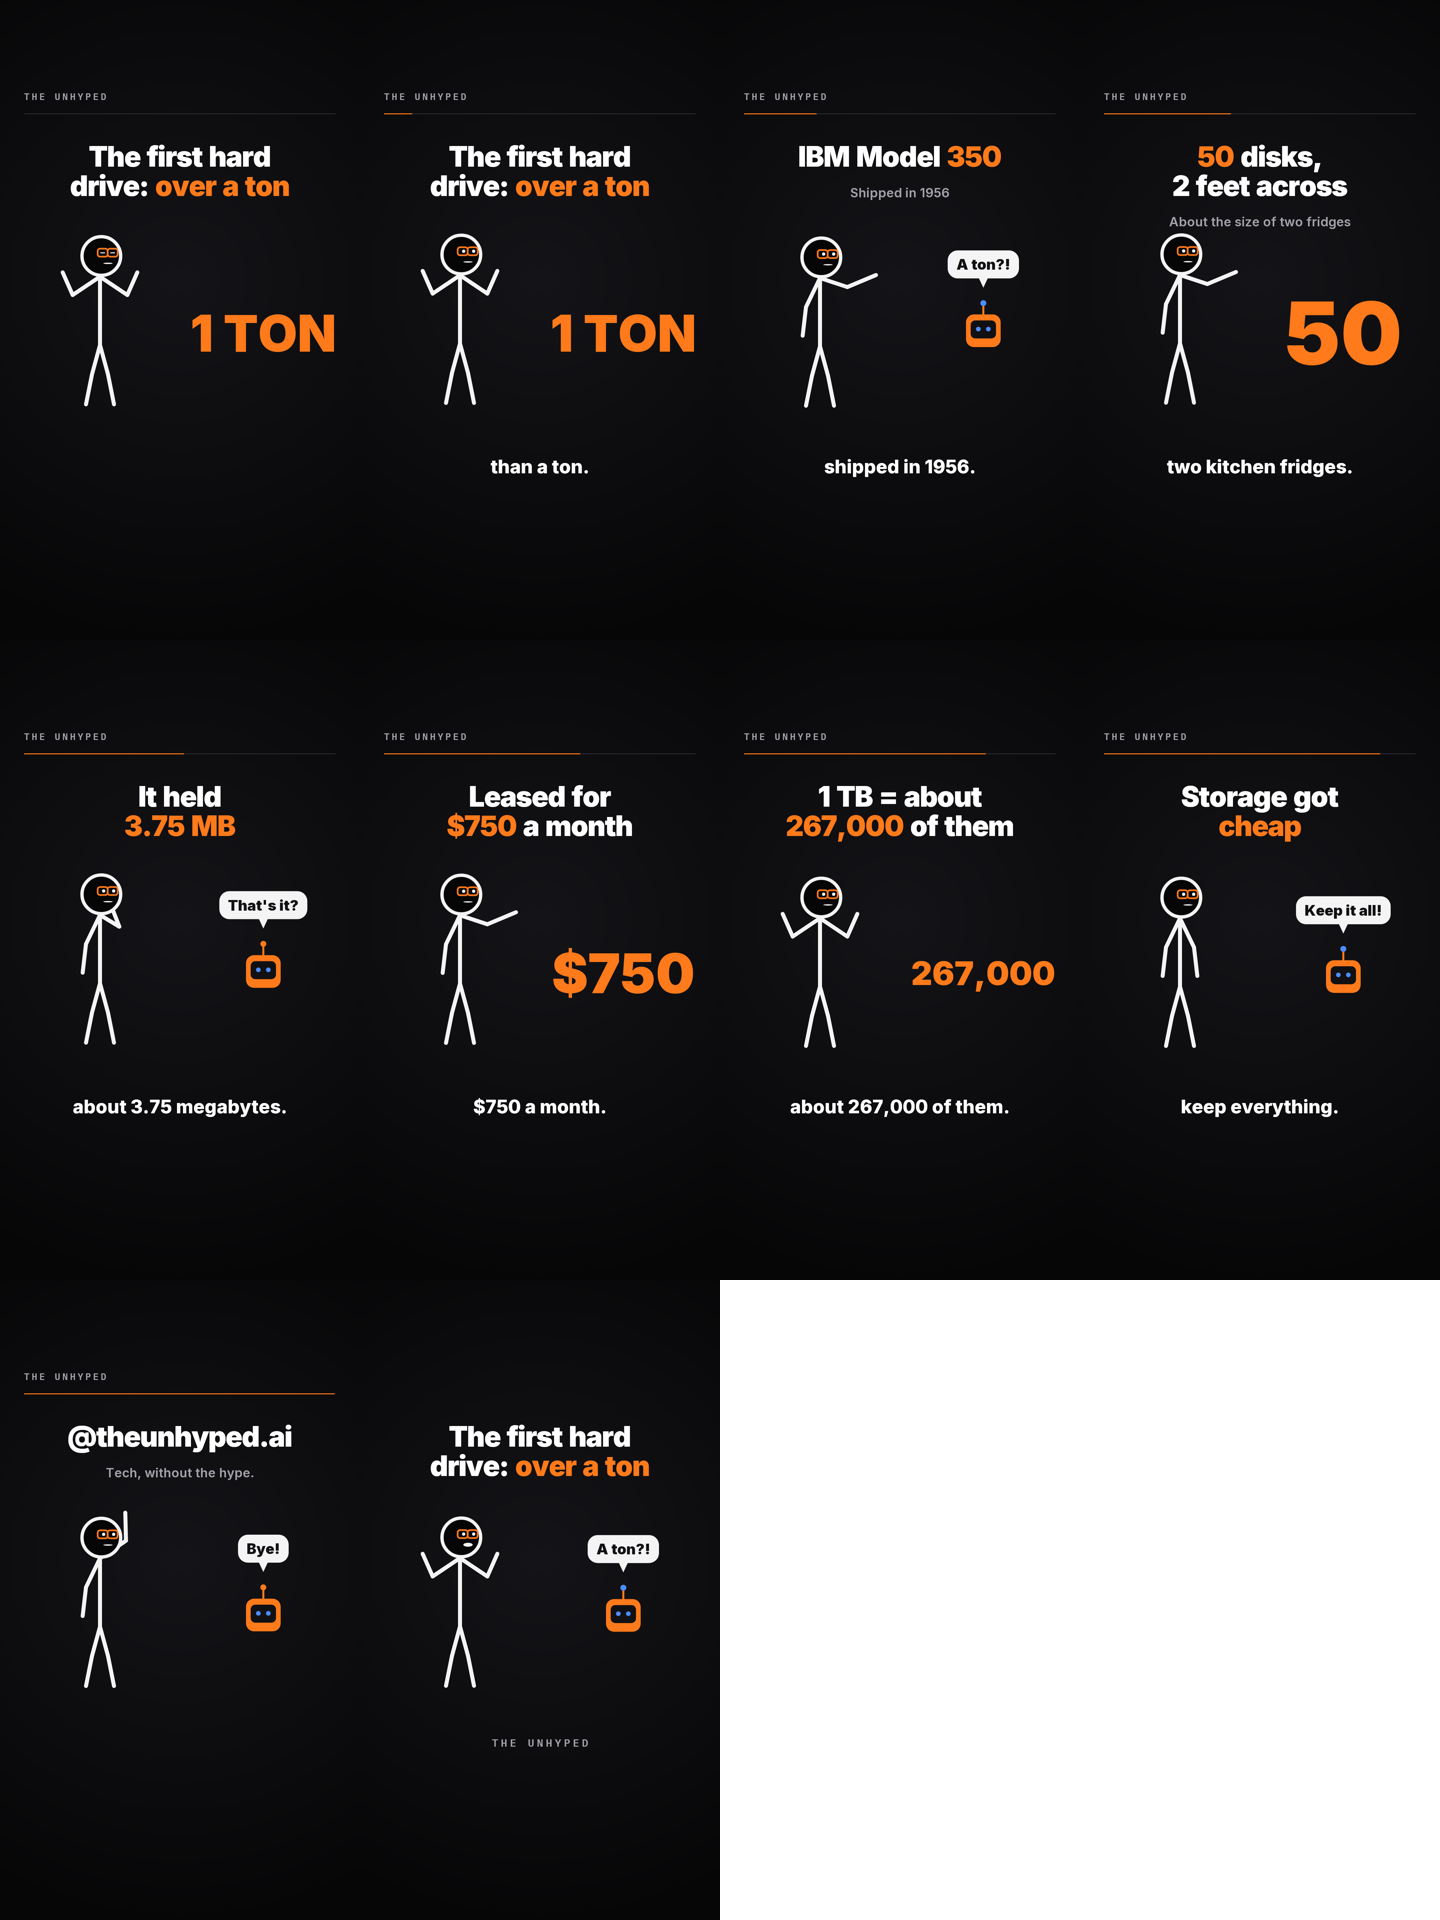 THE UNHYPED
The first hard
drive: over a ton
1 TON
THE UNHYPED
The first hard
drive: over a ton
1 TON
than a ton.
THE UNHYPED
IBM Model 350
Shipped in 1956
A ton?!
shipped in 1956.
THE UNHYPED
50 disks,
2 feet across
About the size of two fridges
50
two kitchen fridges.
THE UNHYPED
It held
3.75 MB
That's it?
about 3.75 megabytes.
THE UNHYPED
Leased for
$750 a month
$750
$750 a month.
THE UNHYPED
1 TB = about
267,000 of them
267,000
about 267,000 of them.
THE UNHYPED
Storage got
cheap
Keep it all!
keep everything.
THE UNHYPED
@theunhyped.ai
Tech, without the hype.
Bye!
The first hard
drive: over a ton
A ton?!
THE UNHYPED